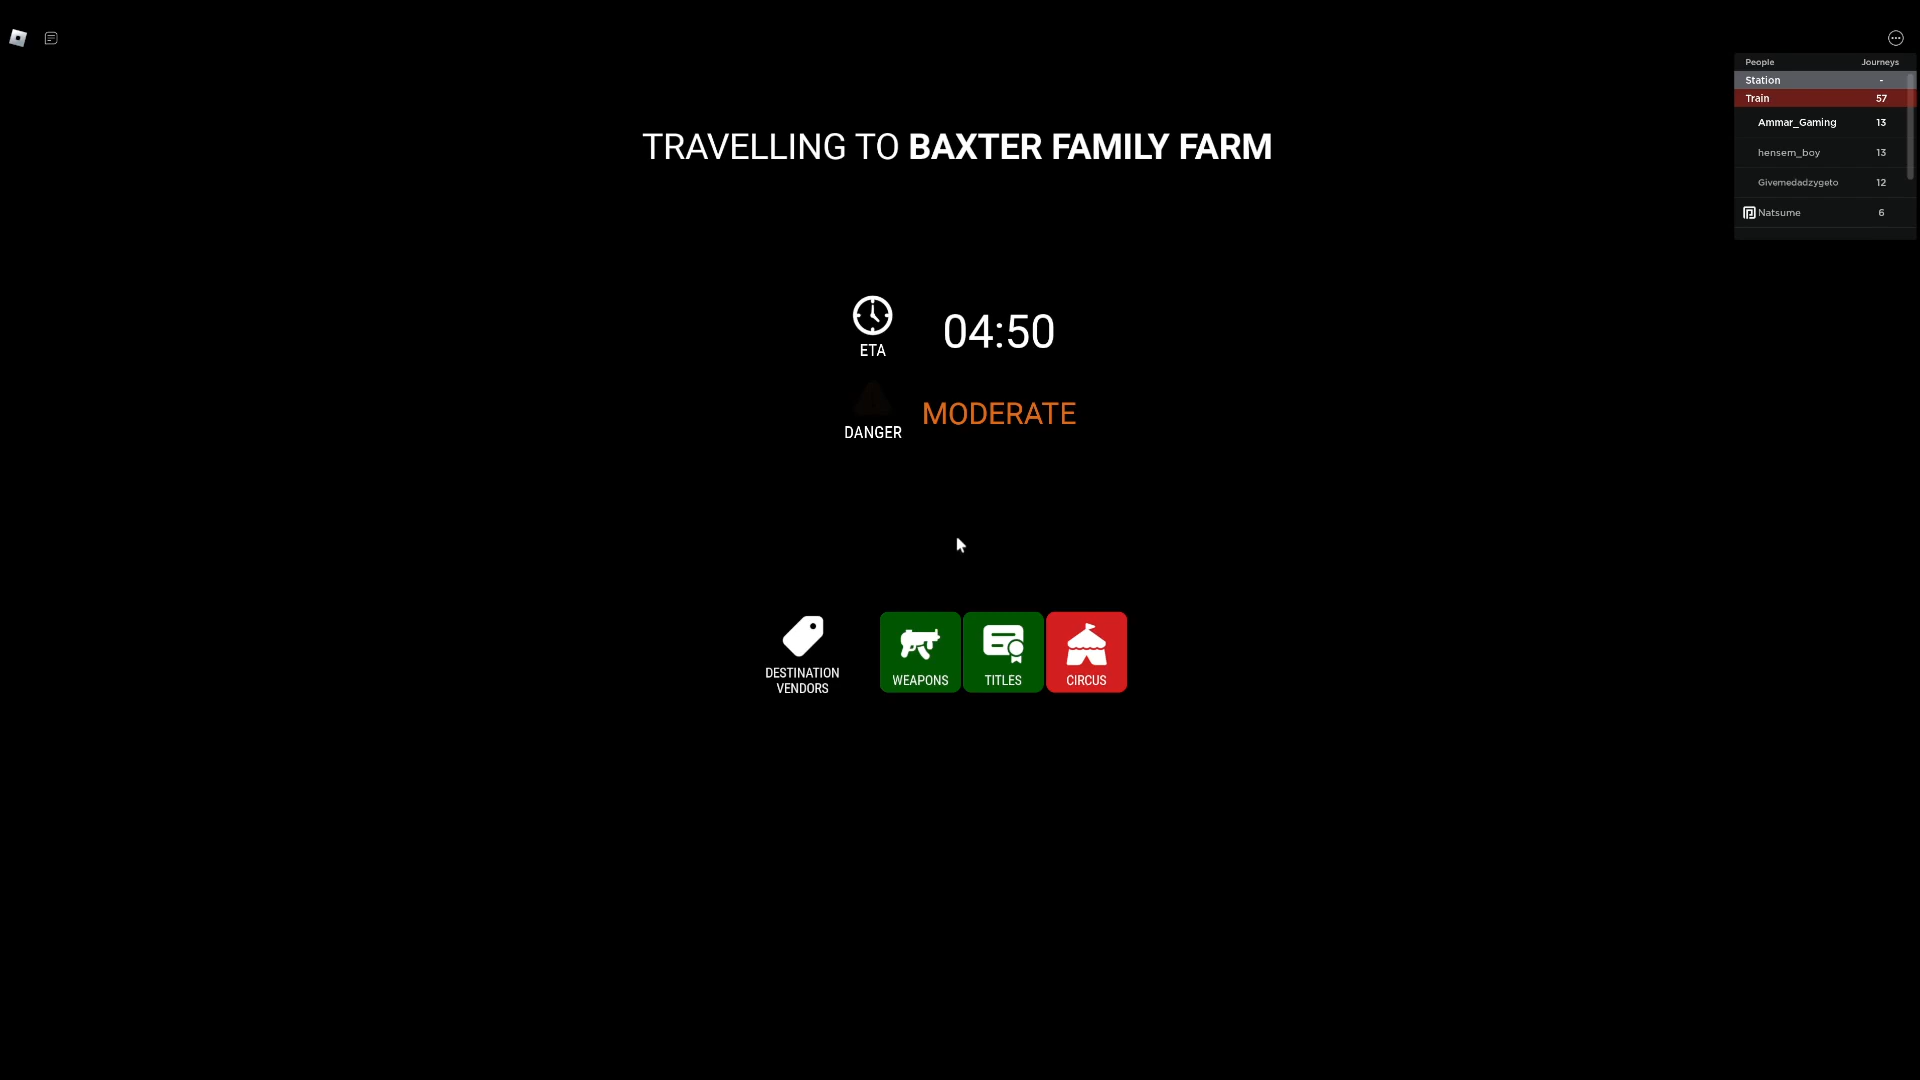 People Journeys
Station -
Train 57
Ammar_Gaming 13
hensem_boy 13
Givemedadzygeto 12
Natsume 6
TRAVELLING TO BAXTER FAMILY FARM
04:50
ETA
MODERATE
DANGER
DESTINATION
VENDORS
WEAPONS TITLES CIRCUS